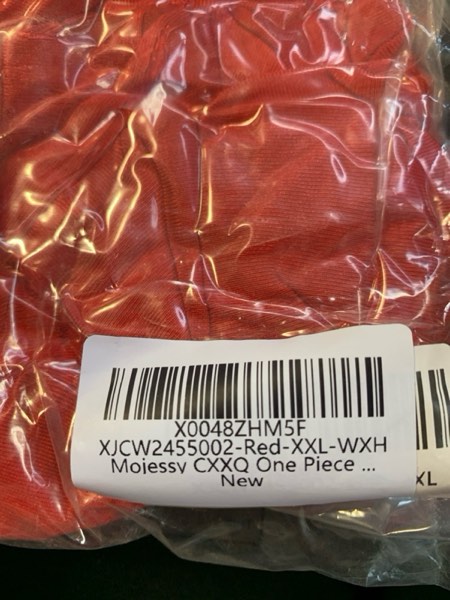 X0048ZHM5F
XJCW2455002-Red-XXL-WXH
Mojessy CXXQ One Piece ...
New
XL